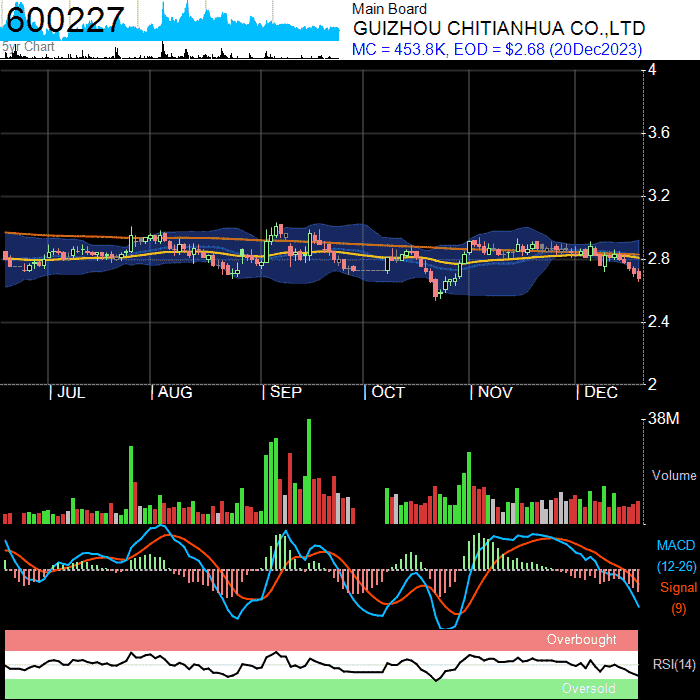 600227
5yr Chart
Main Board
GUIZHOU CHITIANHUA CO.,LTD
MC = 453.8K, EOD = $2.68 (20Dec2023)
4
3.6
3.2
2.8
2.4
2
| JUL | AUG | SEP | OCT | NOV | DEC
38M
Volume
MACD
(12-26)
Signal
(9)
Overbought
RSI(14)
Oversold